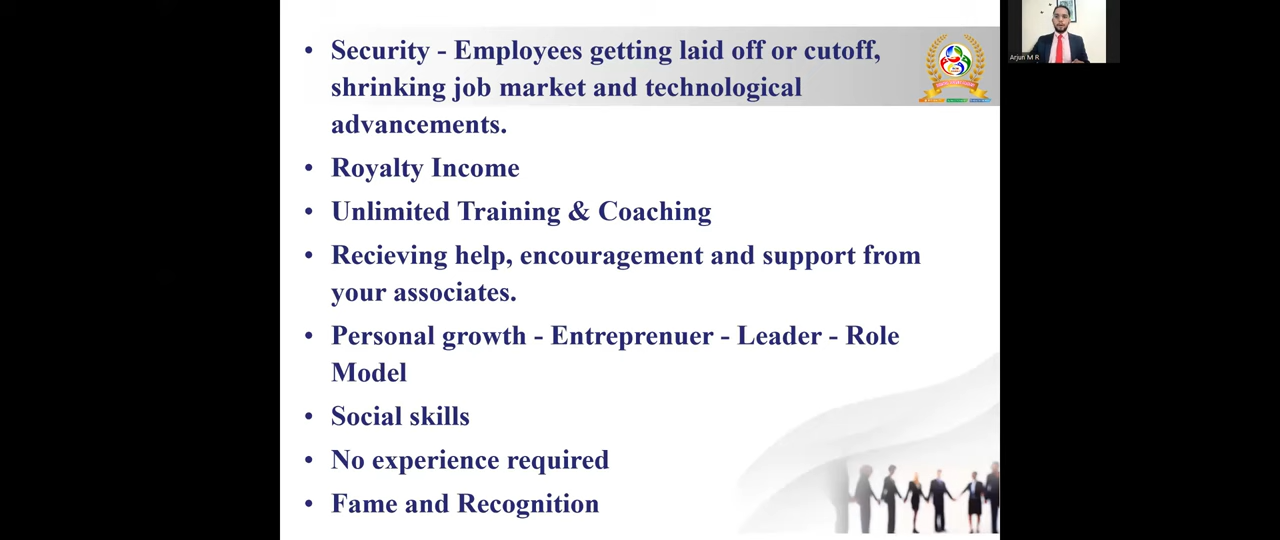 • Security - Employees getting laid off or cutoff,
shrinking job market and technological
advancements.
• Royalty Income
• Unlimited Training & Coaching
• Recieving help, encouragement and support from
your associates.
• Personal growth - Entreprenuer - Leader - Role
Model
• Social skills
• No experience required
• Fame and Recognition
Arjun M R